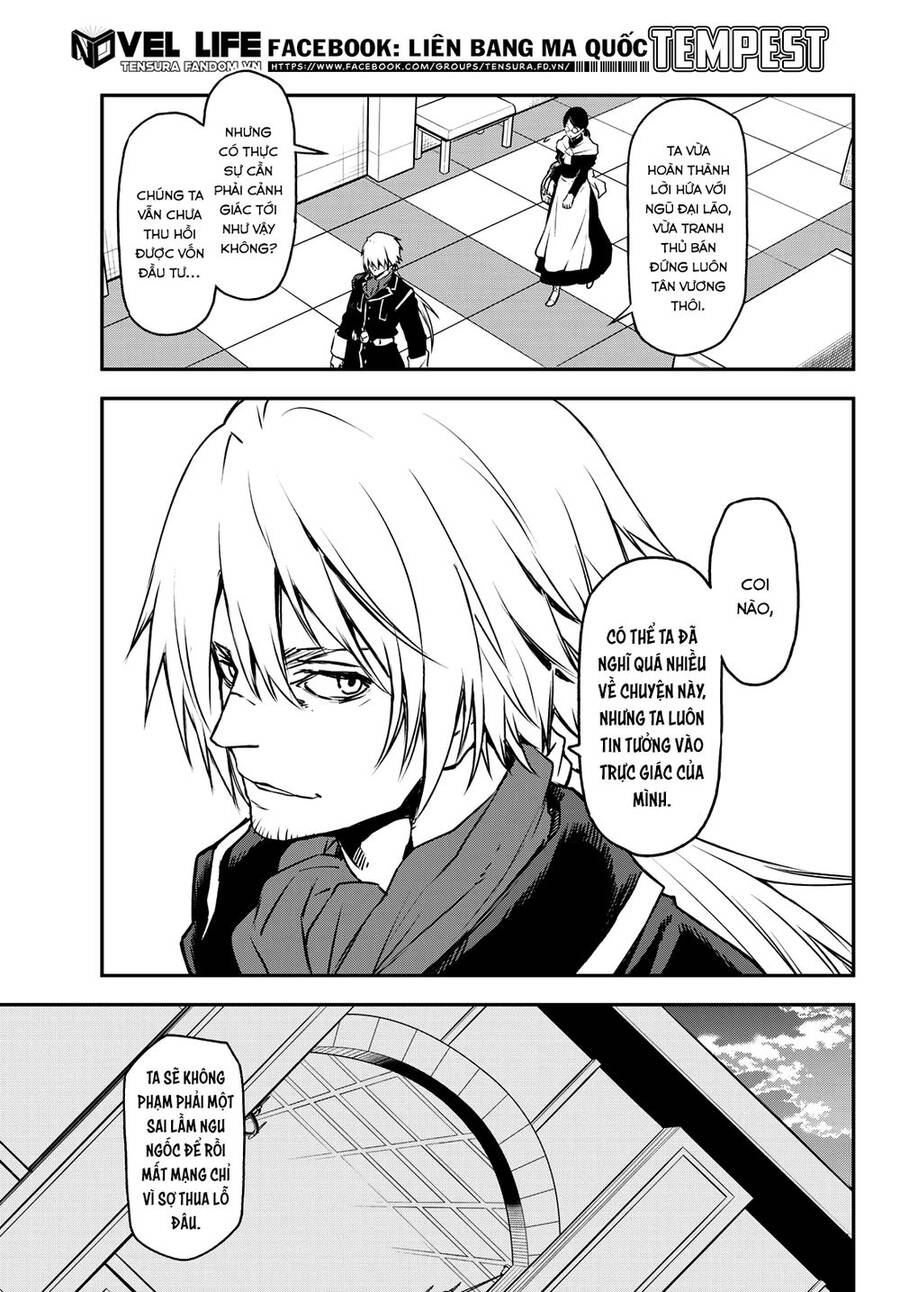 NOVEL LIFE
TENSURA FANDOM VN
FACEBOOK: LIÊN BANG MA QUỐC
HTTPS://WWW.FACEBOOK.COM/GROUPS/TENSURA.FD.VN/
TEMPEST
TA VỪA
HOÀN THÀNH
LỜI HỨA VỚI
NGŨ ĐẠI LÃO,
VỪA TRANH
THỦ BÁN
ĐỨNG LUÔN
TÂN VƯƠNG
THÔI.
NHƯNG
CÓ THỰC
SỰ CẦN
PHẢI CẢNH
GIÁC TỚI
NHƯ VẬY
KHÔNG?
CHÚNG TA
VẪN CHƯA
THU HỒI
ĐƯỢC VỐN
ĐẦU TƯ...
COI
NÀO,
CÓ THỂ TA ĐÃ
NGHĨ QUÁ NHIỀU
VỀ CHUYỆN NÀY,
NHƯNG TA LUÔN
TIN TƯỞNG VÀO
TRỰC GIÁC CỦA
MÌNH.
TA SẼ KHÔNG
PHẠM PHẢI MỘT
SAI LẦM NGU
NGỐC ĐỂ RỒI
MẤT MẠNG CHỈ
VÌ SỢ THUA LỖ
ĐÂU.